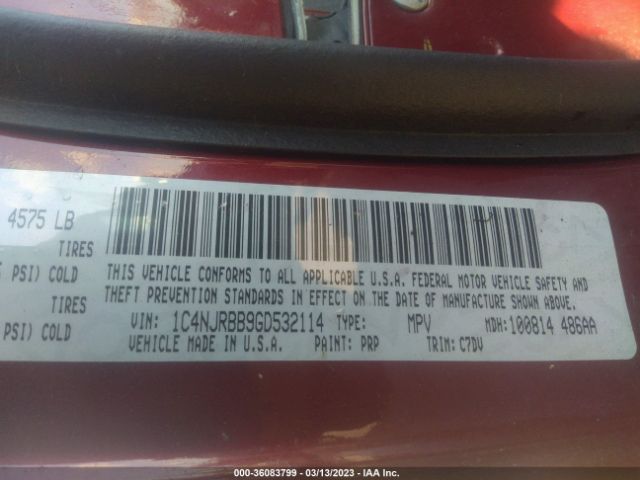 4575 LB
TIRES
PSI) COLD
TIRES
PSI) COLD
THIS VEHICLE CONFORMS TO ALL APPLICABLE U.S.A. FEDERAL MOTOR VEHICLE SAFETY AND
THEFT PREVENTION STANDARDS IN EFFECT ON THE DATE OF MANUFACTURE SHOWN ABOVE.
VIN: 1C4NJRBB9GD532114 TYPE: MPV MDH: 100814 486AA
VEHICLE MADE IN U.S.A. PAINT: PRP TRIM: C7DV
000-36083799 — 03/13/2023 — IAA Inc.